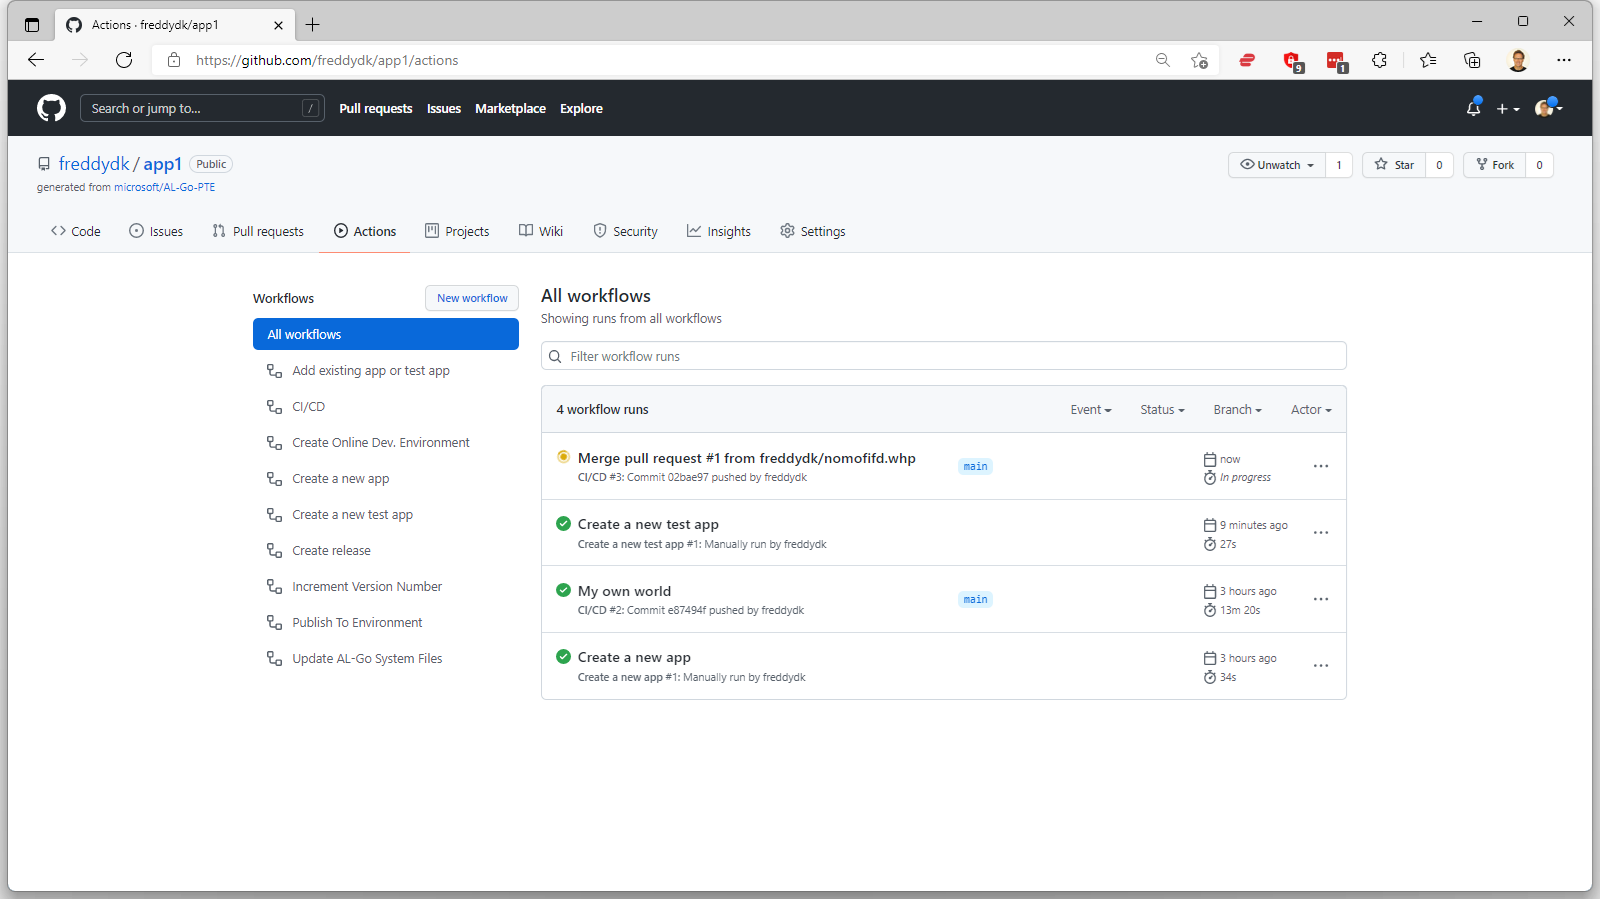 Actions · freddydk/app1
https://github.com/freddydk/app1/actions
9
1
Search or jump to...
/
Pull requests
Issues
Marketplace
Explore
freddydk / app1
Public
generated from microsoft/AL-Go-PTE
Unwatch
1
Star
0
Fork
0
Code
Issues
Pull requests
Actions
Projects
Wiki
Security
Insights
Settings
Workflows
New workflow
All workflows
Add existing app or test app
CI/CD
Create Online Dev. Environment
Create a new app
Create a new test app
Create release
Increment Version Number
Publish To Environment
Update AL-Go System Files
All workflows
Showing runs from all workflows
Filter workflow runs
4 workflow runs
Event
Status
Branch
Actor
Merge pull request #1 from freddydk/nomofifd.whp
CI/CD #3: Commit 02bae97 pushed by freddydk
main
now
In progress
Create a new test app
Create a new test app #1: Manually run by freddydk
9 minutes ago
27s
My own world
CI/CD #2: Commit e87494f pushed by freddydk
main
3 hours ago
13m 20s
Create a new app
Create a new app #1: Manually run by freddydk
3 hours ago
34s